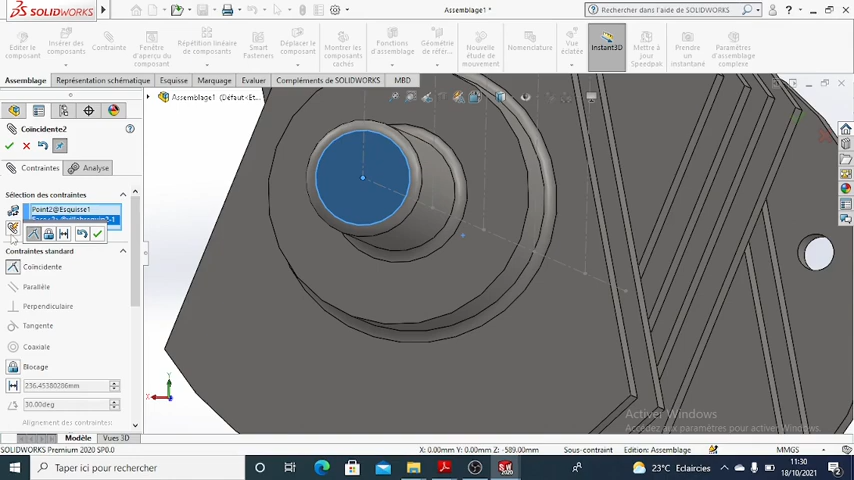 SOLIDWORKS
Assemblage1 *
Rechercher dans l'aide de SOLIDWORKS
Editer le composant
Insérer des composants
Contrainte
Fenêtre d'aperçu du composant
Répétition linéaire de composants
Smart Fasteners
Déplacer le composant
Montrer les composants cachés
Fonctions d'assemblage
Géométrie de référ...
Nouvelle étude de mouvement
Nomenclature
Vue éclatée
Instant3D
Mettre à jour Speedpak
Prendre un instantané
Paramètres d'assemblage complexe
Assemblage
Représentation schématique
Esquisse
Marquage
Evaluer
Compléments de SOLIDWORKS
MBD
Assemblage1 (Défaut<Et...
Coïncidente2
Contraintes
Analyse
Sélection des contraintes
Point2@Esquisse1
Contraintes standard
Coïncidente
Parallèle
Perpendiculaire
Tangente
Coaxiale
Blocage
236.45380286mm
30.00deg
Alignement des contraintes:
Y
X
Activer Windows
Accédez aux paramètres pour activer Windows.
Modèle
Vues 3D
SOLIDWORKS Premium 2020 SP0.0
X: 0.00mm Y: 0.00mm Z: -589.00mm
Sous-contraint
Edition: Assemblage
MMGS
Taper ici pour rechercher
SW
2020
23°C Eclaircies
11:30
18/10/2021